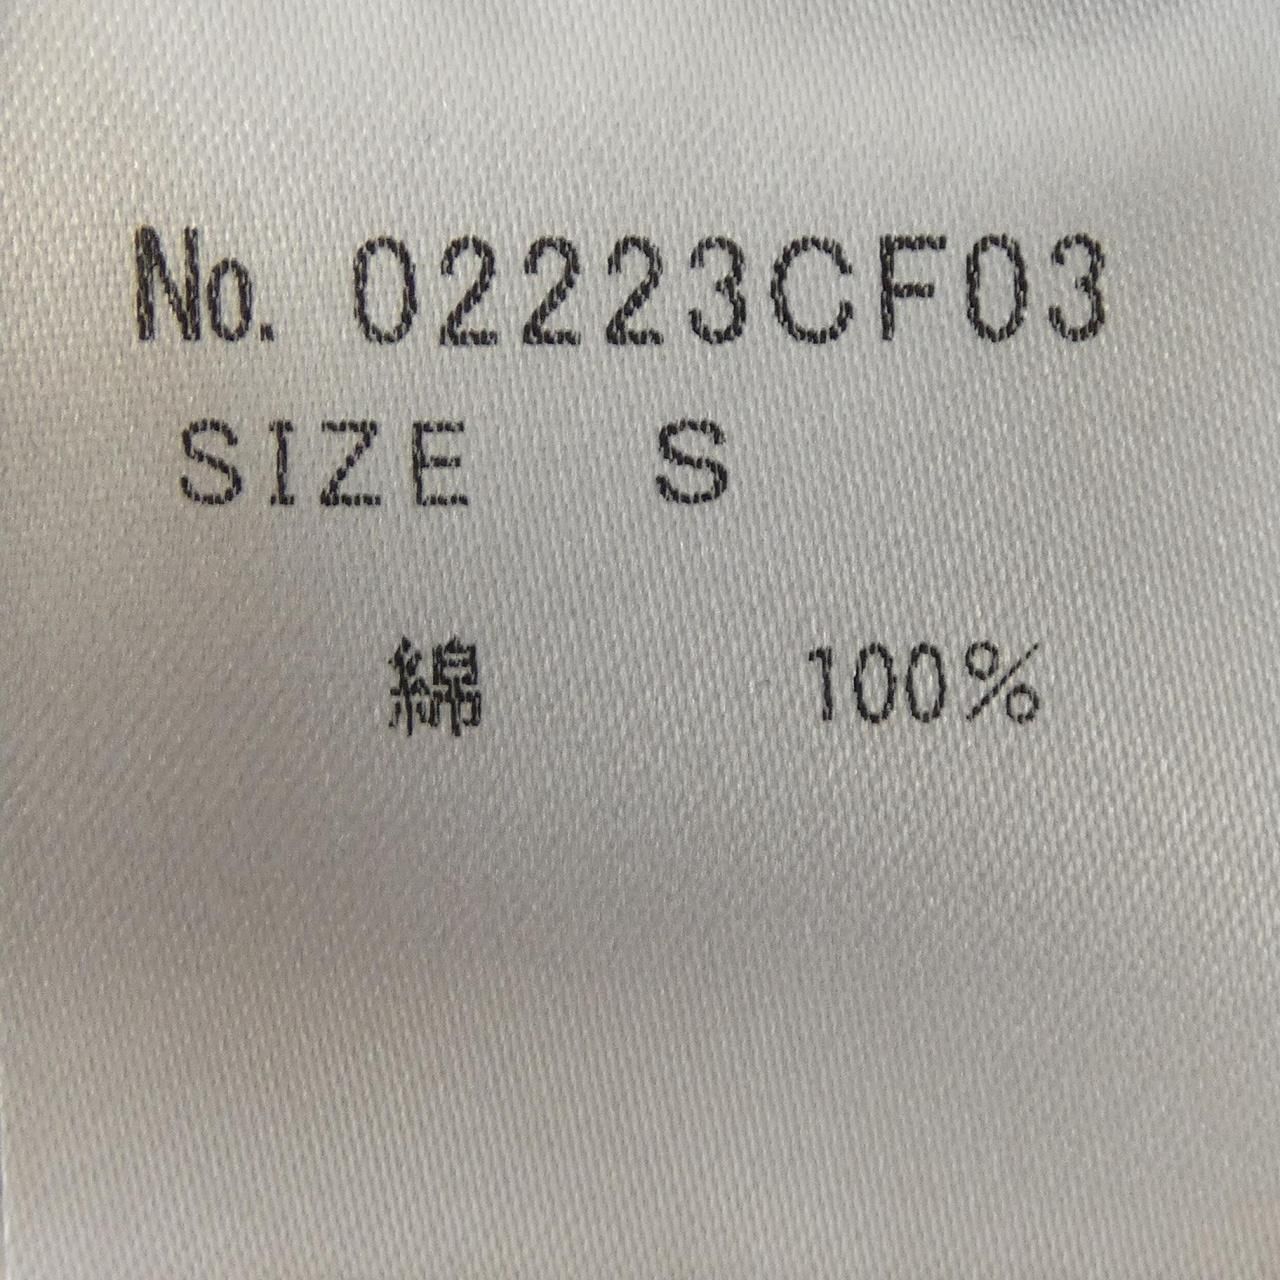 No. 02223CF03
SIZE S
綿 100%